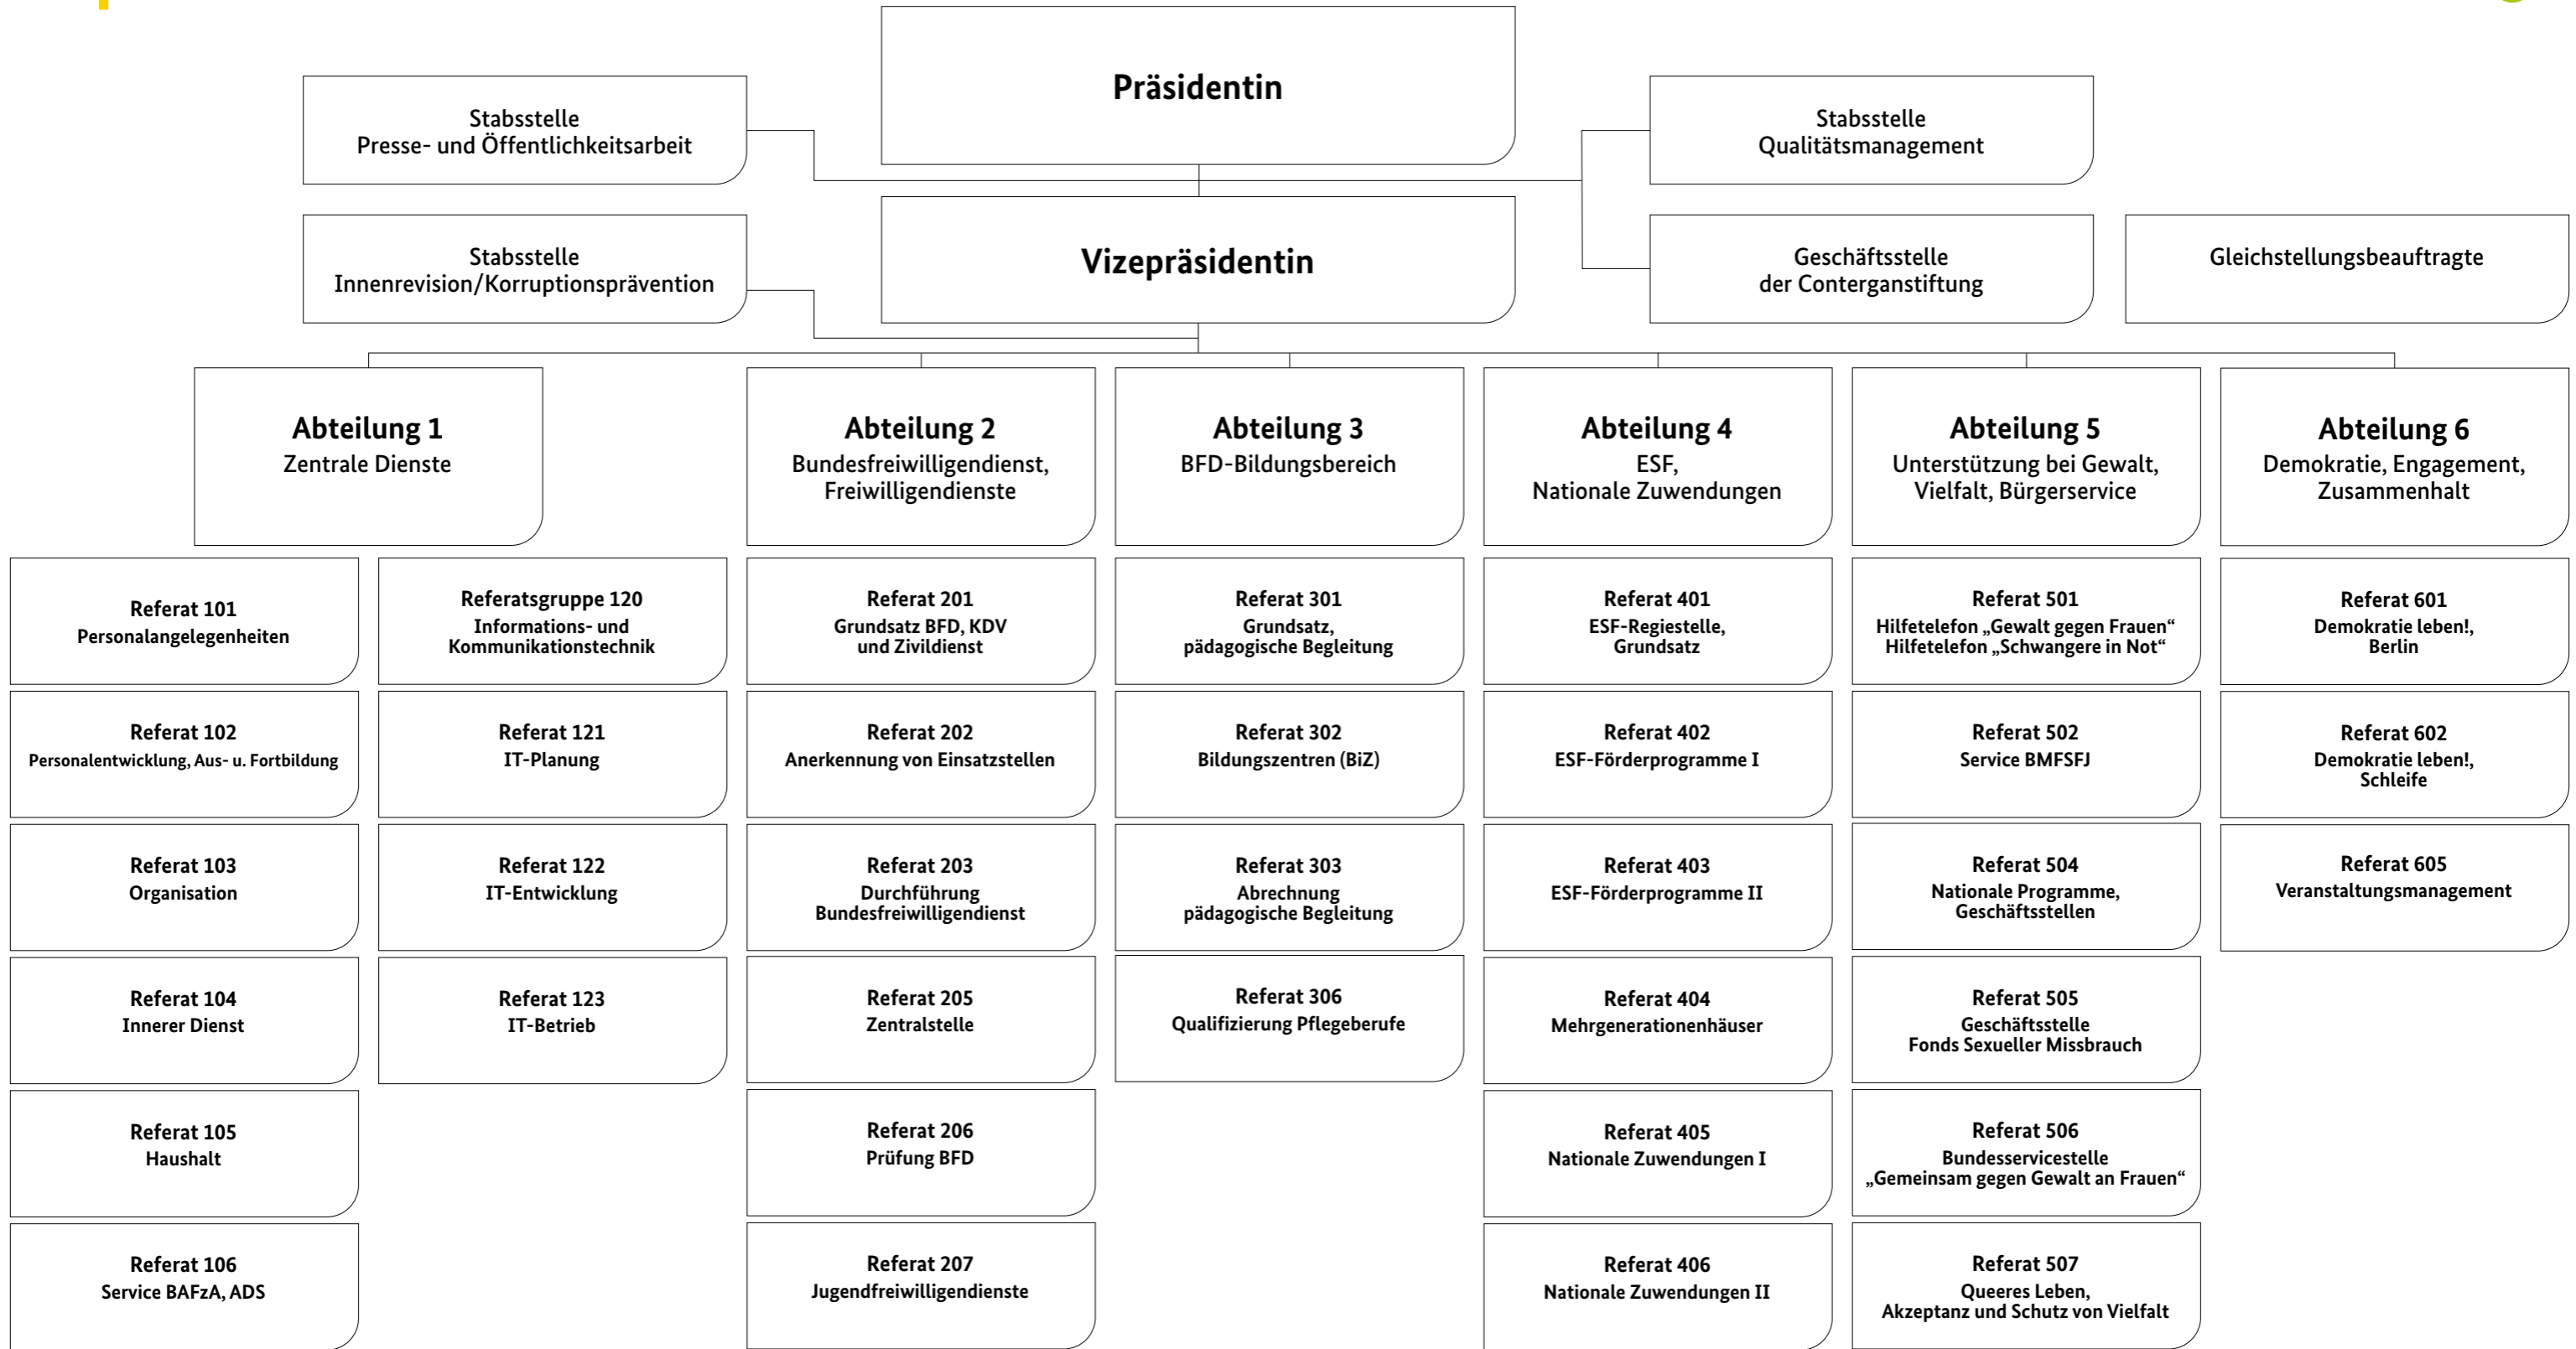 Präsidentin
Stabsstelle
Presse- und Öffentlichkeitsarbeit
Stabsstelle
Qualitätsmanagement
Vizepräsidentin
Stabsstelle
Innenrevision/Korruptionsprävention
Geschäftsstelle
der Conterganstiftung
Gleichstellungsbeauftragte
Abteilung 1
Zentrale Dienste
Abteilung 2
Bundesfreiwilligendienst,
Freiwilligendienste
Abteilung 3
BFD-Bildungsbereich
Abteilung 4
ESF,
Nationale Zuwendungen
Abteilung 5
Unterstützung bei Gewalt,
Vielfalt, Bürgerservice
Abteilung 6
Demokratie, Engagement,
Zusammenhalt
Referat 101
Personalangelegenheiten
Referat 102
Personalentwicklung, Aus- u. Fortbildung
Referat 103
Organisation
Referat 104
Innerer Dienst
Referat 105
Haushalt
Referat 106
Service BAFzA, ADS
Referatsgruppe 120
Informations- und
Kommunikationstechnik
Referat 121
IT-Planung
Referat 122
IT-Entwicklung
Referat 123
IT-Betrieb
Referat 201
Grundsatz BFD, KDV
und Zivildienst
Referat 202
Anerkennung von Einsatzstellen
Referat 203
Durchführung
Bundesfreiwilligendienst
Referat 205
Zentralstelle
Referat 206
Prüfung BFD
Referat 207
Jugendfreiwilligendienste
Referat 301
Grundsatz,
pädagogische Begleitung
Referat 302
Bildungszentren (BiZ)
Referat 303
Abrechnung
pädagogische Begleitung
Referat 306
Qualifizierung Pflegeberufe
Referat 401
ESF-Regiestelle,
Grundsatz
Referat 402
ESF-Förderprogramme I
Referat 403
ESF-Förderprogramme II
Referat 404
Mehrgenerationenhäuser
Referat 405
Nationale Zuwendungen I
Referat 406
Nationale Zuwendungen II
Referat 501
Hilfetelefon „Gewalt gegen Frauen“
Hilfetelefon „Schwangere in Not“
Referat 502
Service BMFSFJ
Referat 504
Nationale Programme,
Geschäftsstellen
Referat 505
Geschäftsstelle
Fonds Sexueller Missbrauch
Referat 506
Bundesservicestelle
„Gemeinsam gegen Gewalt an Frauen“
Referat 507
Queeres Leben,
Akzeptanz und Schutz von Vielfalt
Referat 601
Demokratie leben!,
Berlin
Referat 602
Demokratie leben!,
Schleife
Referat 605
Veranstaltungsmanagement